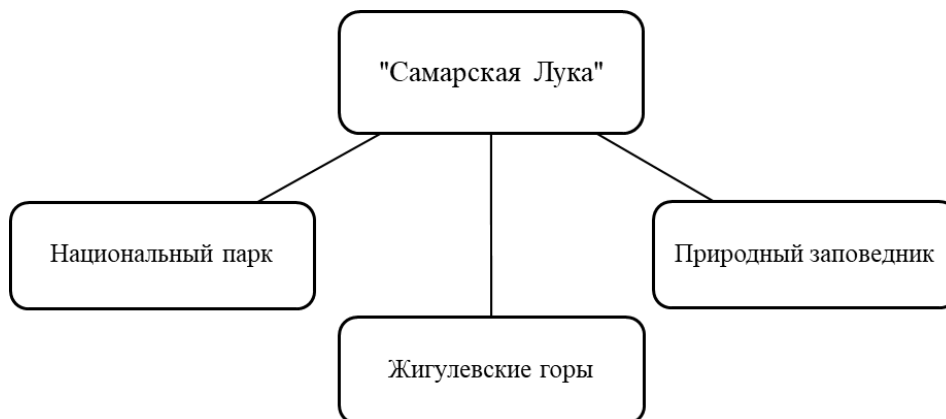 "Самарская Лука"
Национальный парк
Природный заповедник
Жигулевские горы